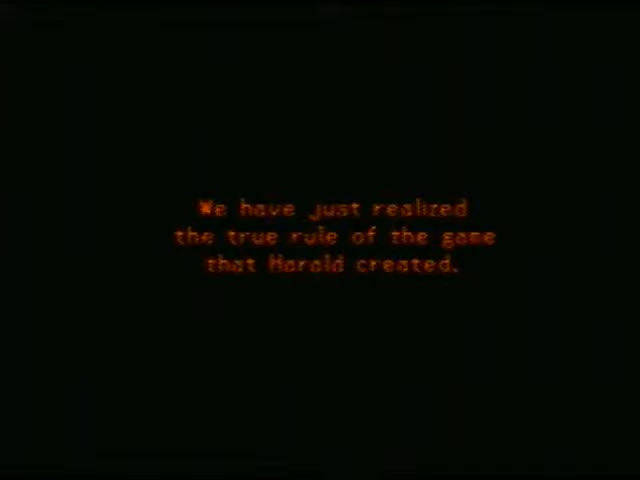 We have just realized
the true rule of the game
that Harold created.